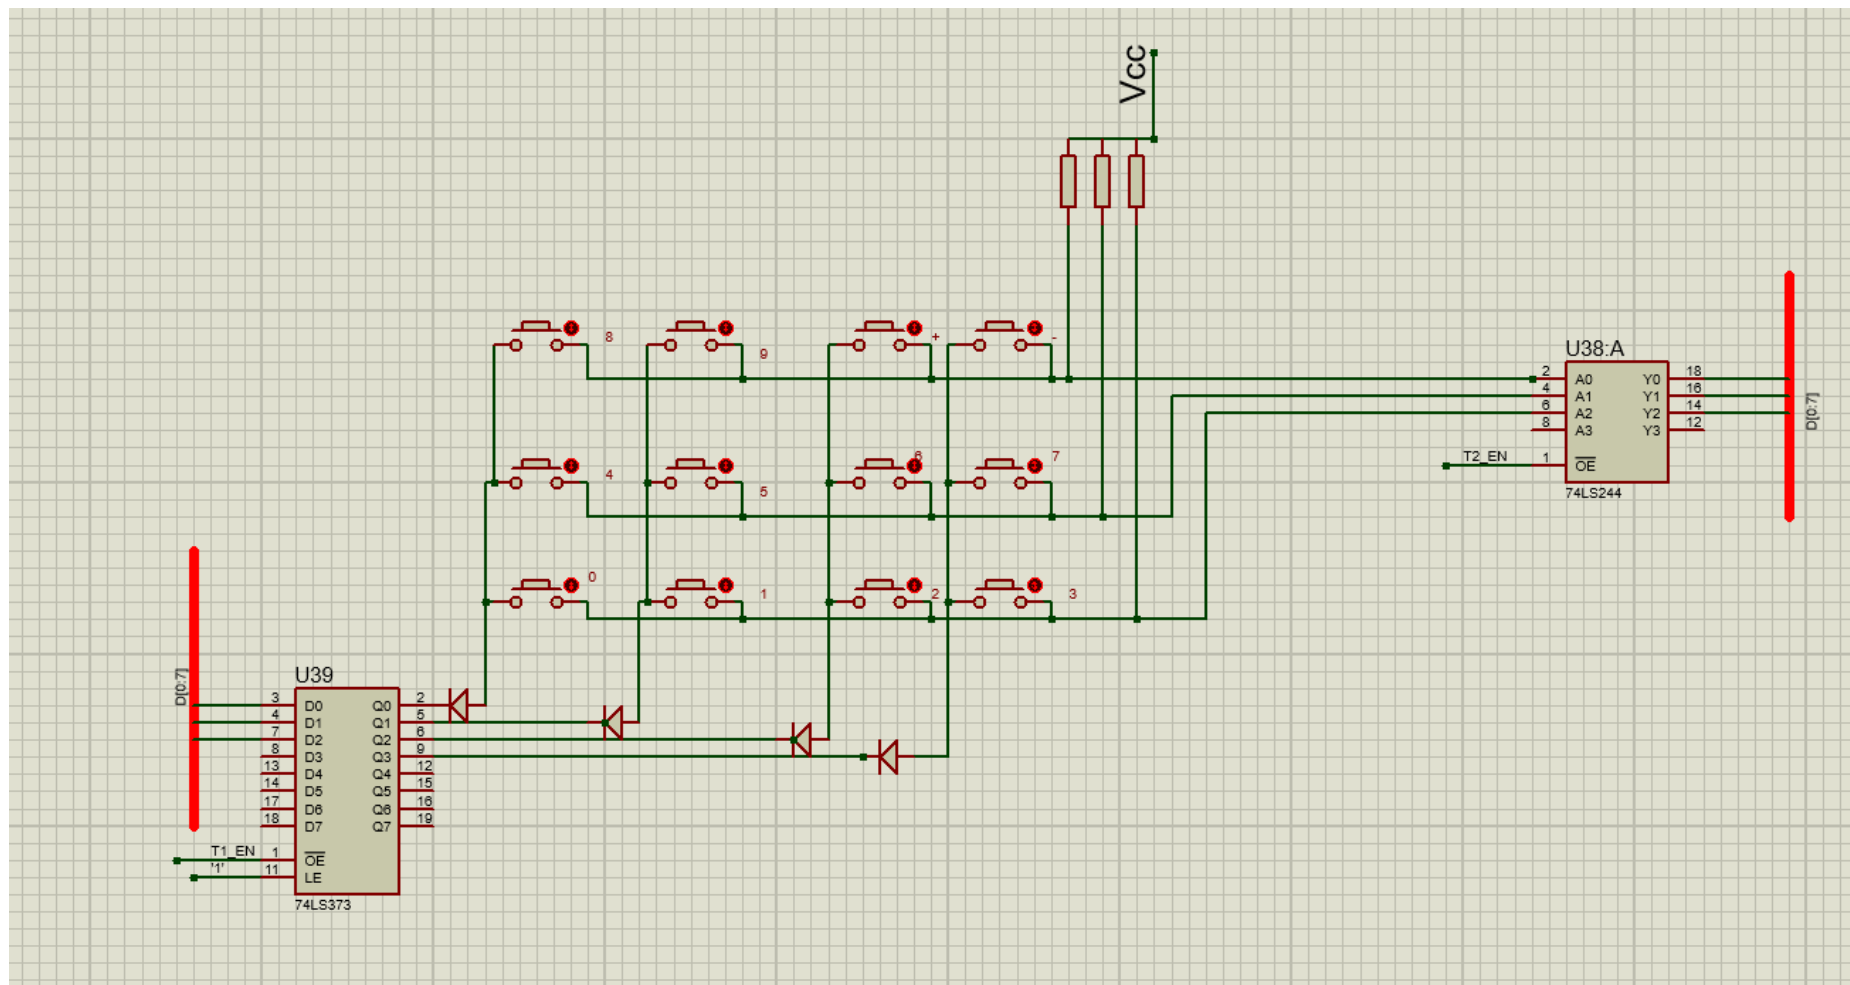 Vcc
8
9
+
-
4
5
6
7
0
1
2
3
U38:A
2 A0 Y0 18
4 A1 Y1 16
6 A2 Y2 14
8 A3 Y3 12
T2_EN 1 OE
74LS244
D[0:7]
D[0:7]
U39
3 D0 Q0 2
4 D1 Q1 5
7 D2 Q2 6
8 D3 Q3 9
13 D4 Q4 12
14 D5 Q5 15
17 D6 Q6 16
18 D7 Q7 19
T1_EN 1 OE
'1' 11 LE
74LS373